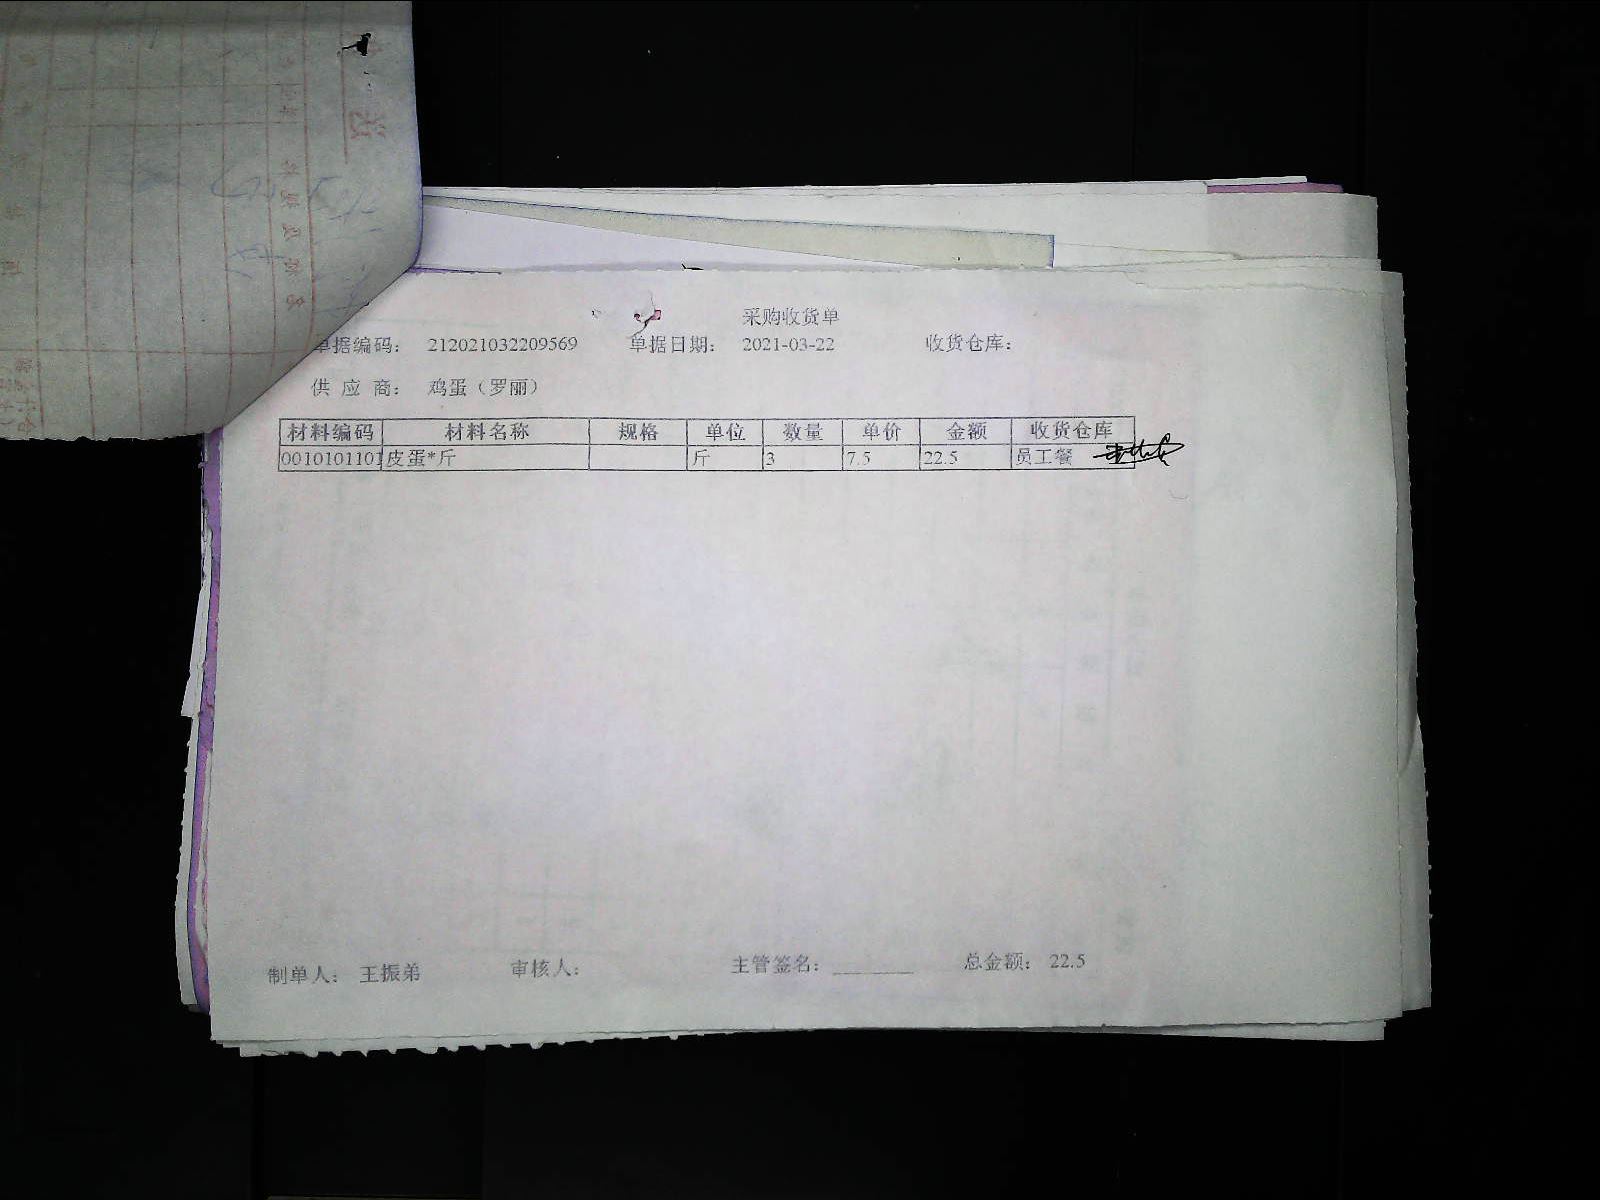 采购收货单
单据编码： 212021032209569 单据日期： 2021-03-22 收货仓库：
供 应 商： 鸡蛋（罗丽）
材料编码 材料名称 规格 单位 数量 单价 金额 收货仓库
0010101101 皮蛋*斤 斤 3 7.5 22.5 员工餐
制单人： 王振弟 审核人： 主管签名：________ 总金额： 22.5